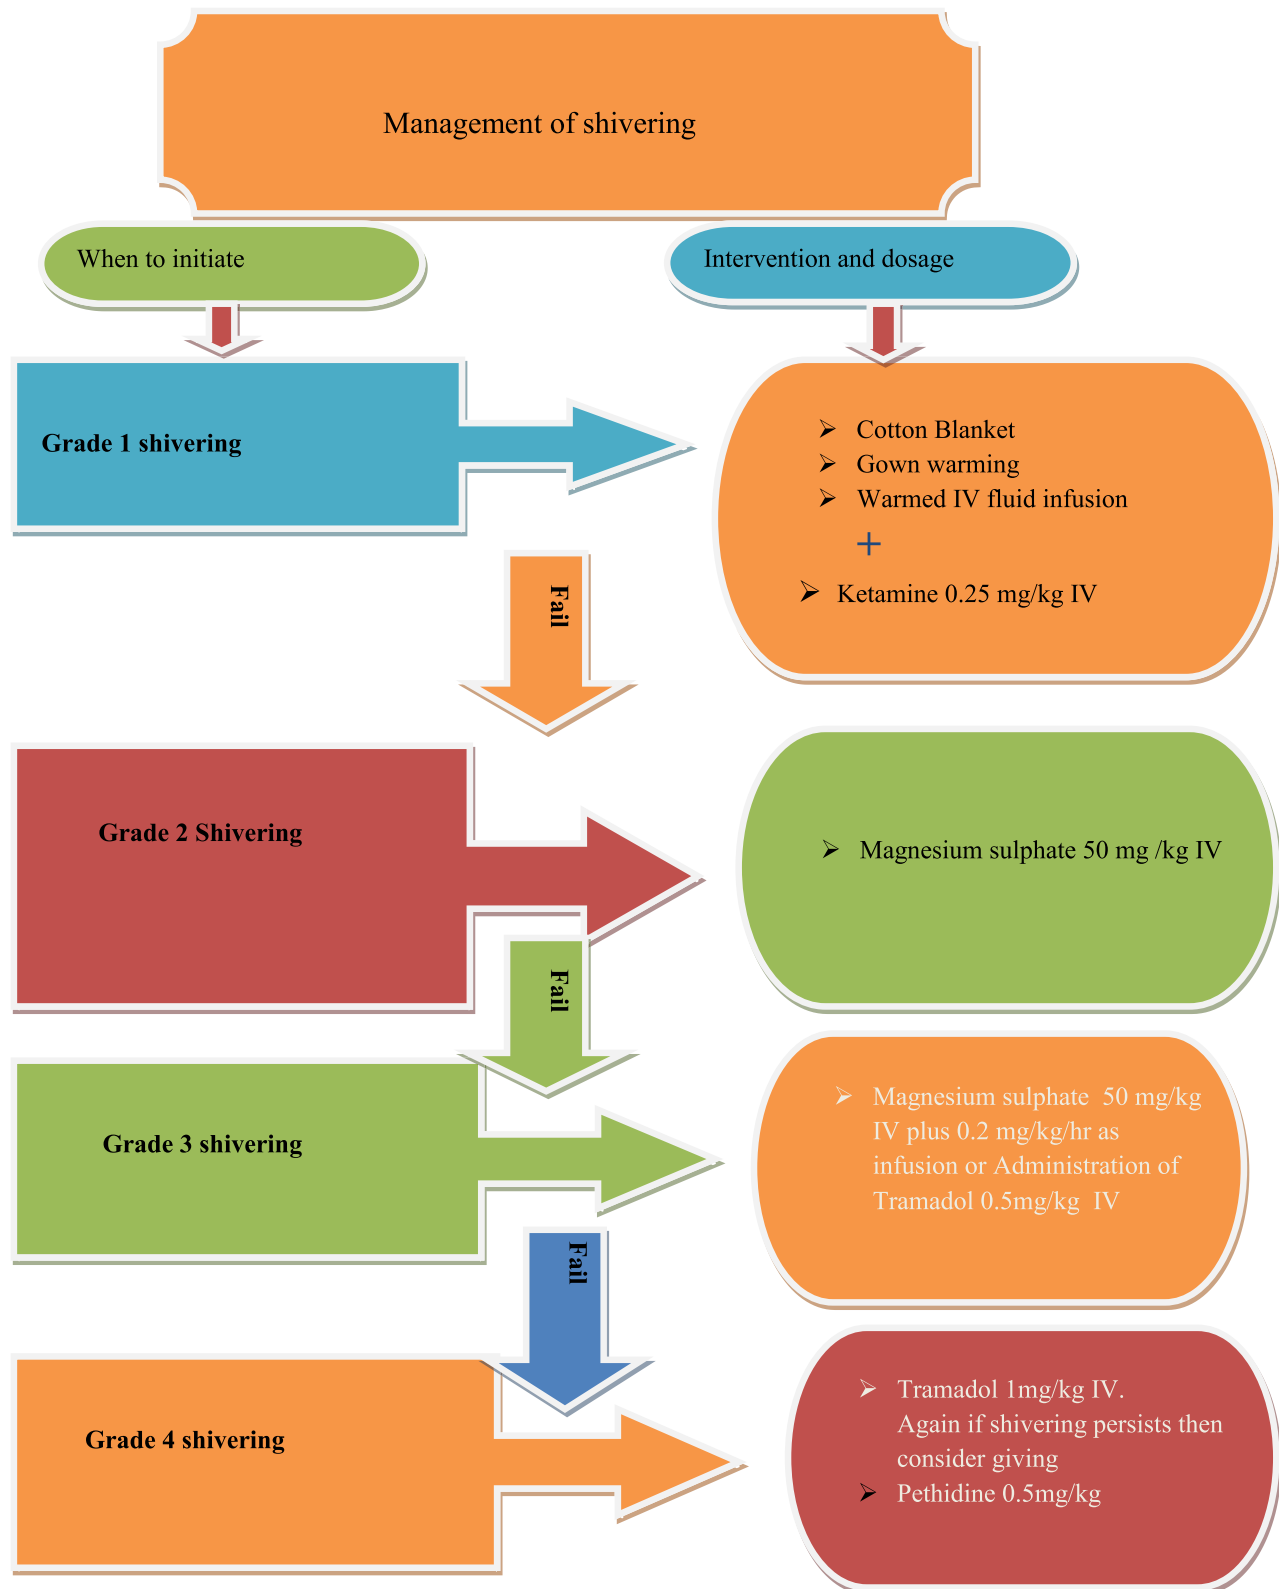 Management of shivering
When to initiate
Intervention and dosage
Grade 1 shivering
➢ Cotton Blanket
➢ Gown warming
➢ Warmed IV fluid infusion
+
➢ Ketamine 0.25 mg/kg IV
Fail
Grade 2 Shivering
➢ Magnesium sulphate 50 mg /kg IV
Fail
Grade 3 shivering
➢ Magnesium sulphate  50 mg/kg
IV plus 0.2 mg/kg/hr as
infusion or Administration of
Tramadol 0.5mg/kg  IV
Fail
Grade 4 shivering
➢ Tramadol 1mg/kg IV.
Again if shivering persists then
consider giving
➢ Pethidine 0.5mg/kg